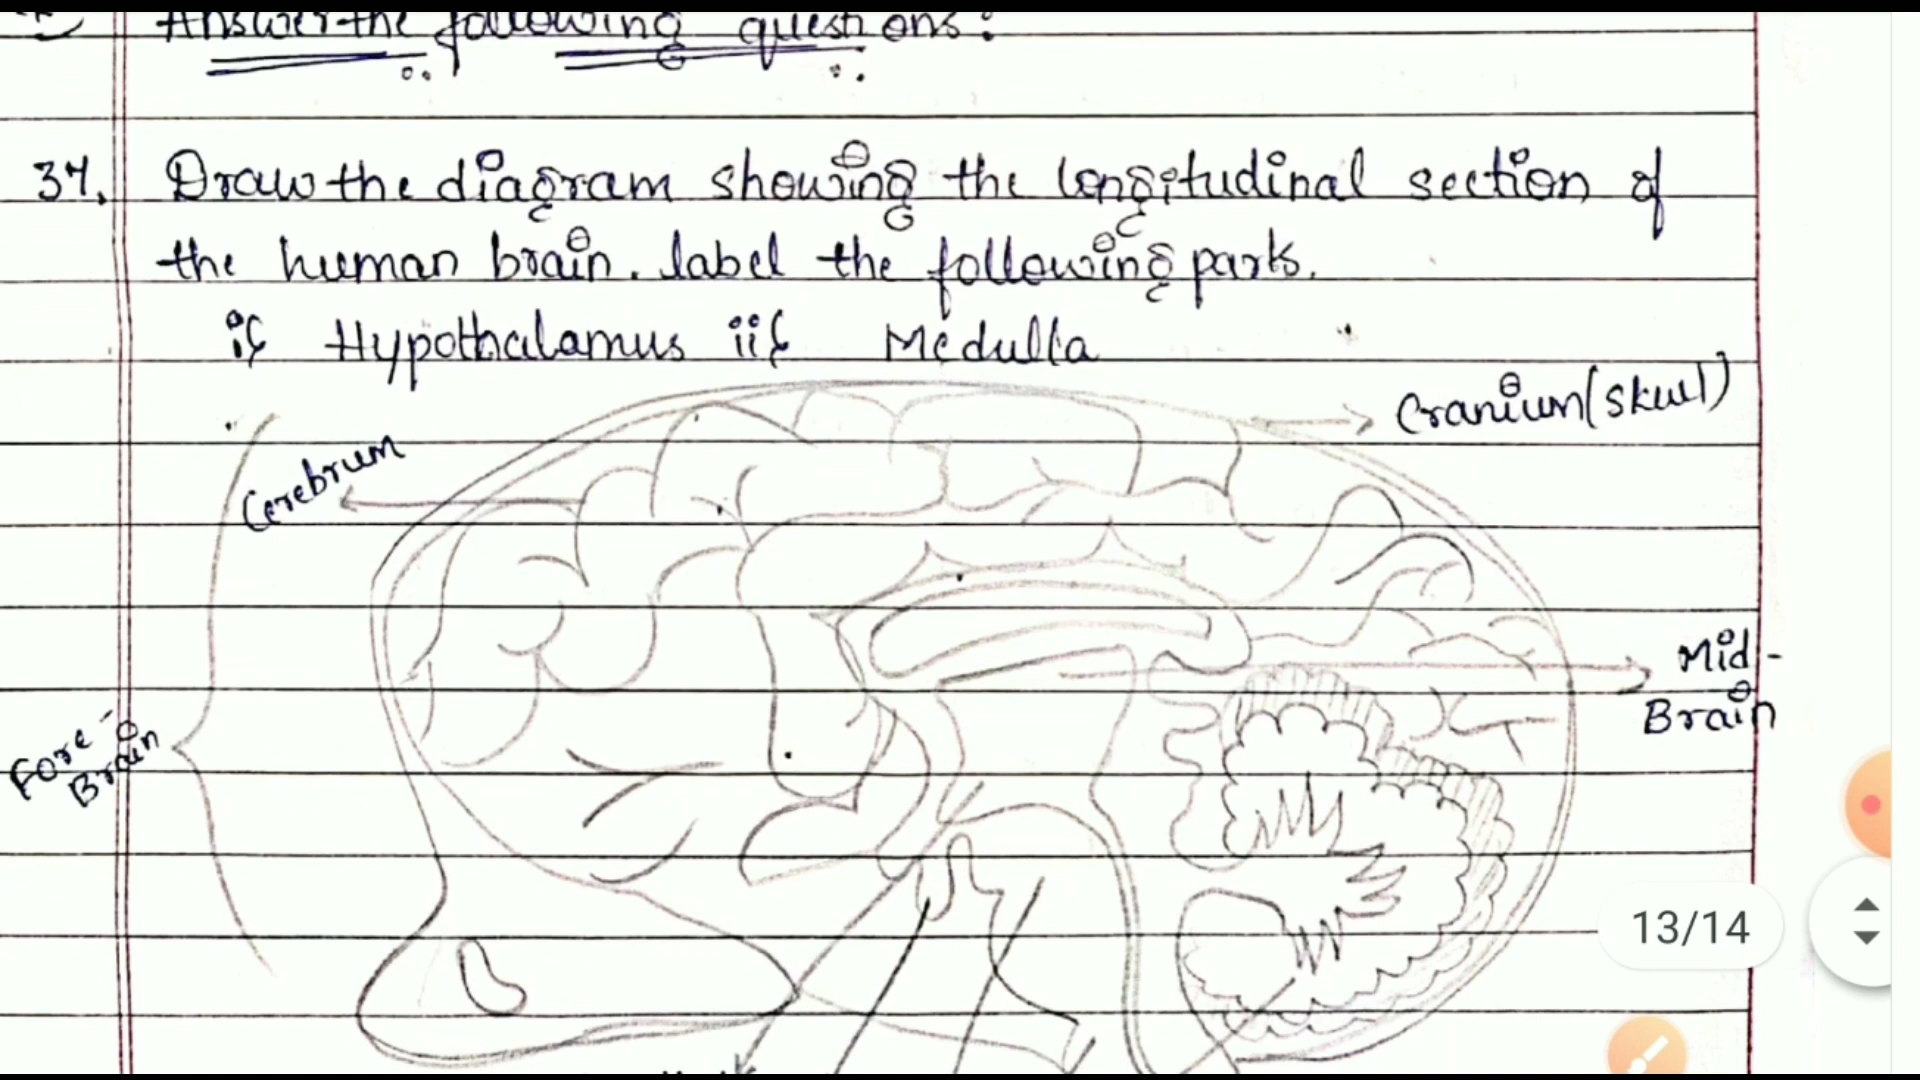 Answer the following questions:
37. Draw the diagram showing the longitudinal section of
the human brain. label the following parts.
i) Hypothalamus ii) Medulla
Cranium(skull)
Cerebrum
Mid-
Brain
Fore-
Brain
13/14